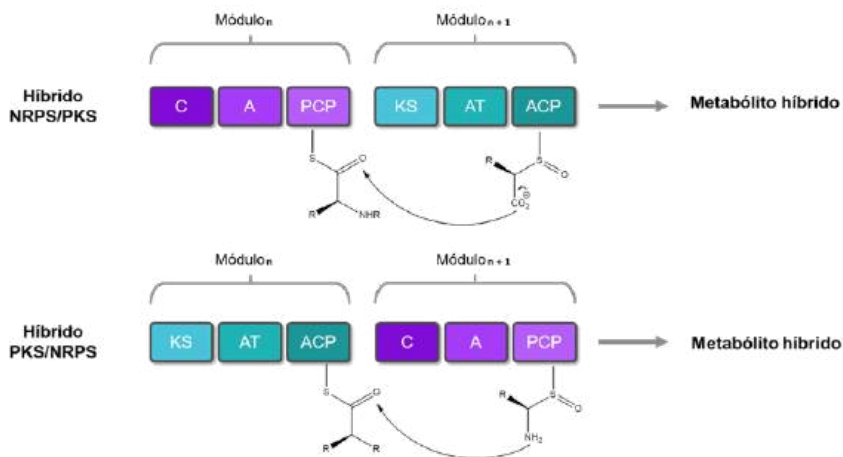 Módulo n
Módulo n + 1
Híbrido
NRPS/PKS
C
A
PCP
KS
AT
ACP
Metabólito híbrido
S
O
R
NHR
R
S
O
CO2
⊖
Módulo n
Módulo n + 1
Híbrido
PKS/NRPS
KS
AT
ACP
C
A
PCP
Metabólito híbrido
S
O
R
R
R
S
O
NH2